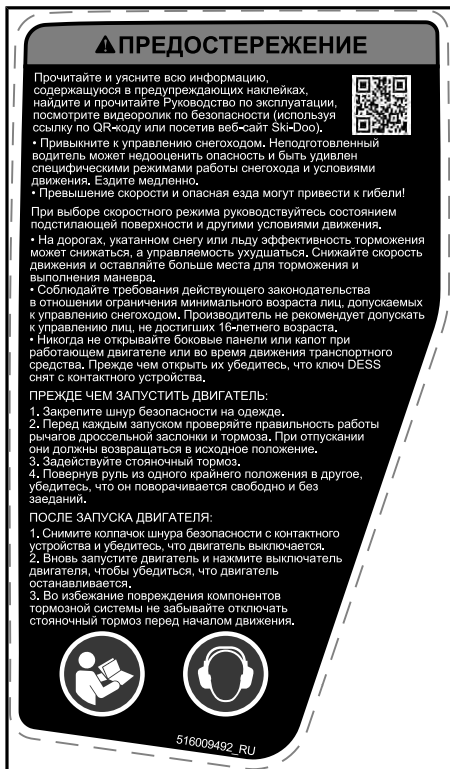 ⚠ПРЕДОСТЕРЕЖЕНИЕ
Прочитайте и уясните всю информацию,
содержащуюся в предупреждающих наклейках,
найдите и прочитайте Руководство по эксплуатации,
посмотрите видеоролик по безопасности (используя
ссылку по QR-коду или посетив веб-сайт Ski-Doo).
• Привыкните к управлению снегоходом. Неподготовленный
водитель может недооценить опасность и быть удивлен
специфическими режимами работы снегохода и условиями
движения. Ездите медленно.
• Превышение скорости и опасная езда могут привести к гибели!
При выборе скоростного режима руководствуйтесь состоянием
подстилающей поверхности и другими условиями движения.
• На дорогах, укатанном снегу или льду эффективность торможения
может снижаться, а управляемость ухудшаться. Снижайте скорость
движения и оставляйте больше места для торможения и
выполнения маневра.
• Соблюдайте требования действующего законодательства
в отношении ограничения минимального возраста лиц, допускаемых
к управлению снегоходом. Производитель не рекомендует допускать
к управлению лиц, не достигших 16-летнего возраста.
• Никогда не открывайте боковые панели или капот при
работающем двигателе или во время движения транспортного
средства. Прежде чем открыть их убедитесь, что ключ DESS
снят с контактного устройства.
ПРЕЖДЕ ЧЕМ ЗАПУСТИТЬ ДВИГАТЕЛЬ:
1. Закрепите шнур безопасности на одежде.
2. Перед каждым запуском проверяйте правильность работы
рычагов дроссельной заслонки и тормоза. При отпускании
они должны возвращаться в исходное положение.
3. Задействуйте стояночный тормоз.
4. Повернув руль из одного крайнего положения в другое,
убедитесь, что он поворачивается свободно и без
заеданий.
ПОСЛЕ ЗАПУСКА ДВИГАТЕЛЯ:
1. Снимите колпачок шнура безопасности с контактного
устройства и убедитесь, что двигатель выключается.
2. Вновь запустите двигатель и нажмите выключатель
двигателя, чтобы убедиться, что двигатель
останавливается.
3. Во избежание повреждения компонентов
тормозной системы не забывайте отключать
стояночный тормоз перед началом движения.
516009492_RU